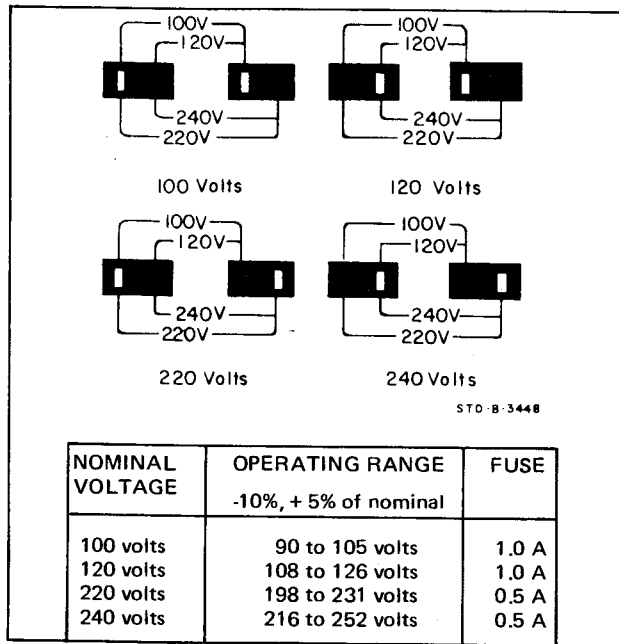 100V 100V
120V 120V
240V 240V
220V 220V
100 Volts 120 Volts
100V 100V
120V 120V
240V 240V
220V 220V
220 Volts 240 Volts
STD-B-3448
NOMINAL VOLTAGE OPERATING RANGE FUSE
-10%, + 5% of nominal
100 volts 90 to 105 volts 1.0 A
120 volts 108 to 126 volts 1.0 A
220 volts 198 to 231 volts 0.5 A
240 volts 216 to 252 volts 0.5 A